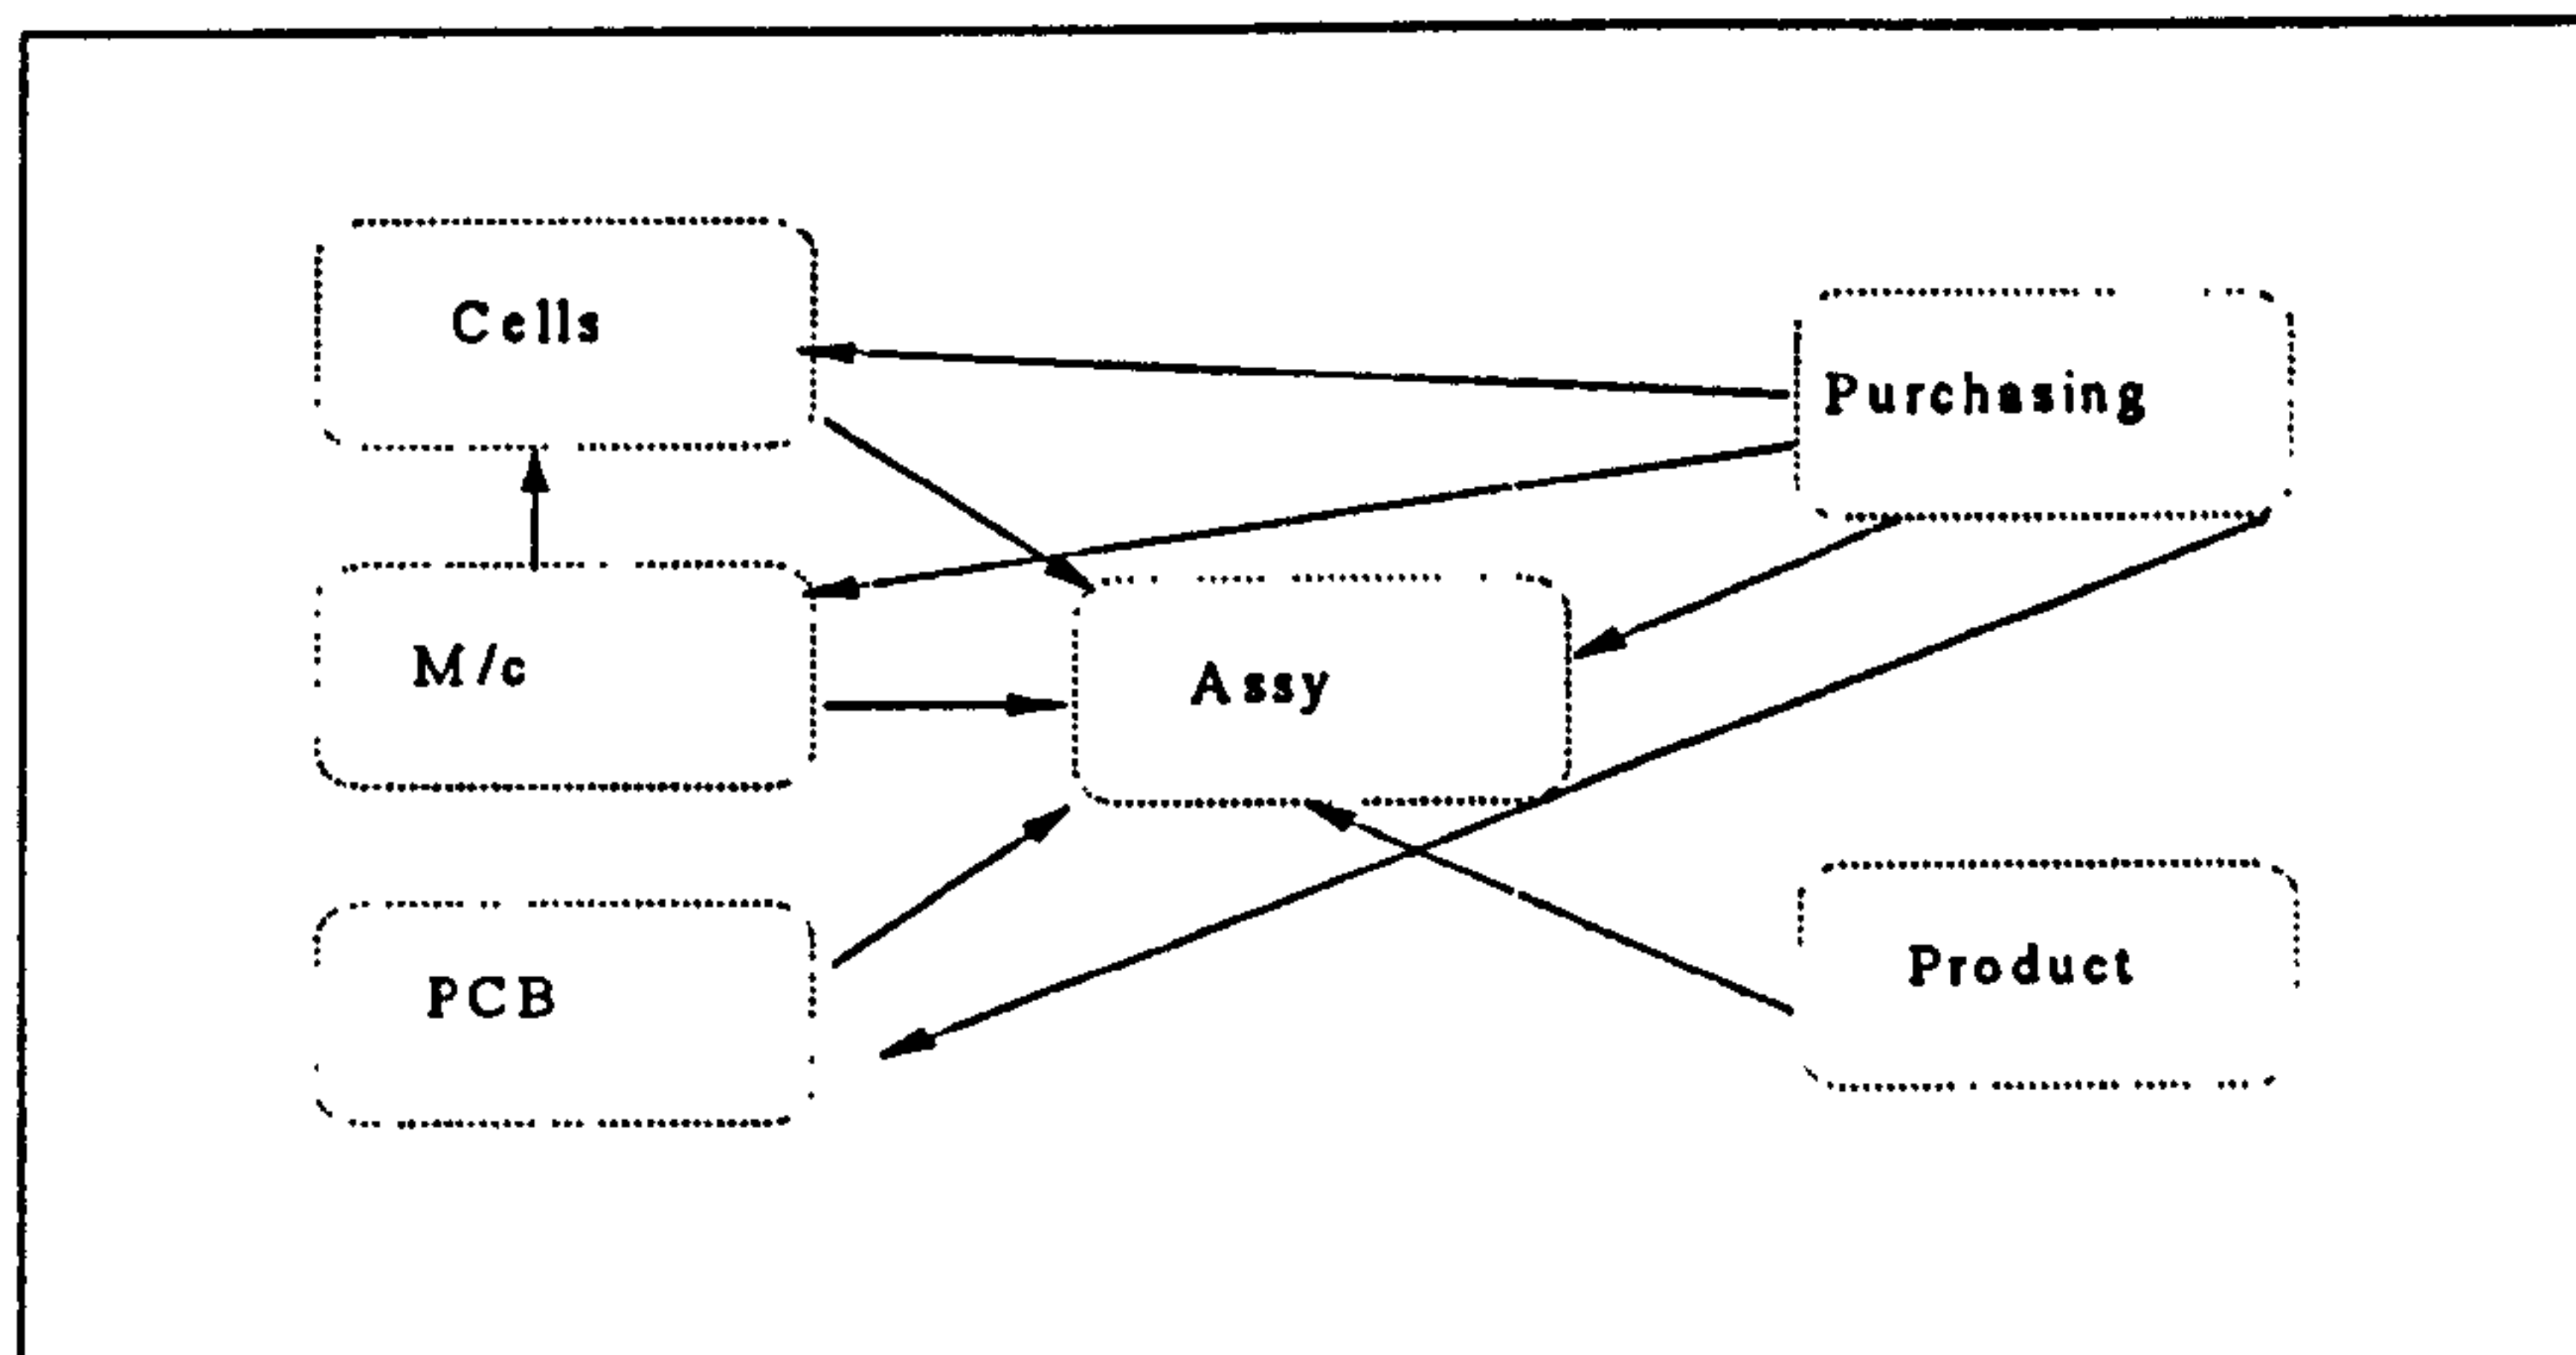 Cells
Purchasing
M/c
Assy
PCB
Product